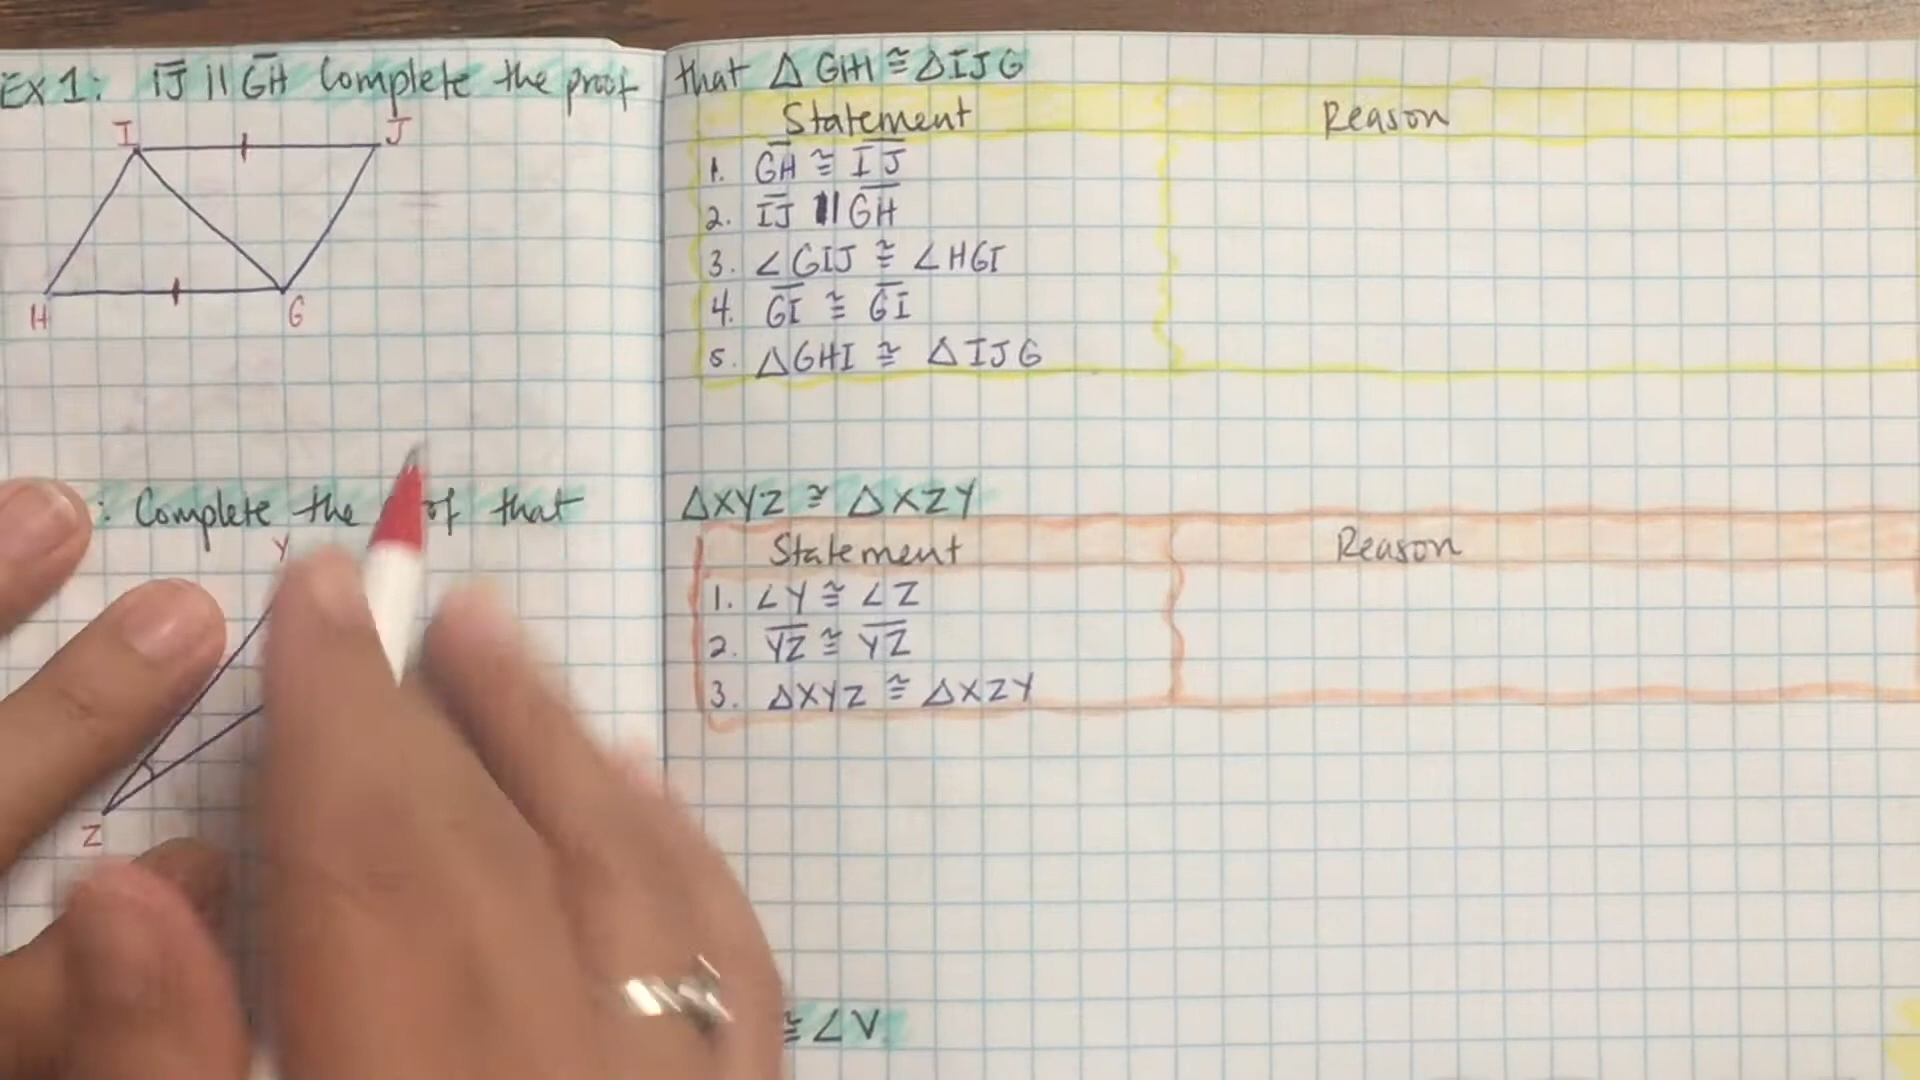 Ex 1: IJ || GH Complete the proof that △GHI ≅ △IJG
I
J
H
G
Statement
Reason
1. GH ≅ IJ
2. IJ || GH
3. ∠GIJ ≅ ∠HGI
4. GI ≅ GI
5. △GHI ≅ △IJG
: Complete the of that △XYZ ≅ △XZY
Y
Z
Statement
Reason
1. ∠Y ≅ ∠Z
2. YZ ≅ YZ
3. △XYZ ≅ △XZY
≅ ∠V